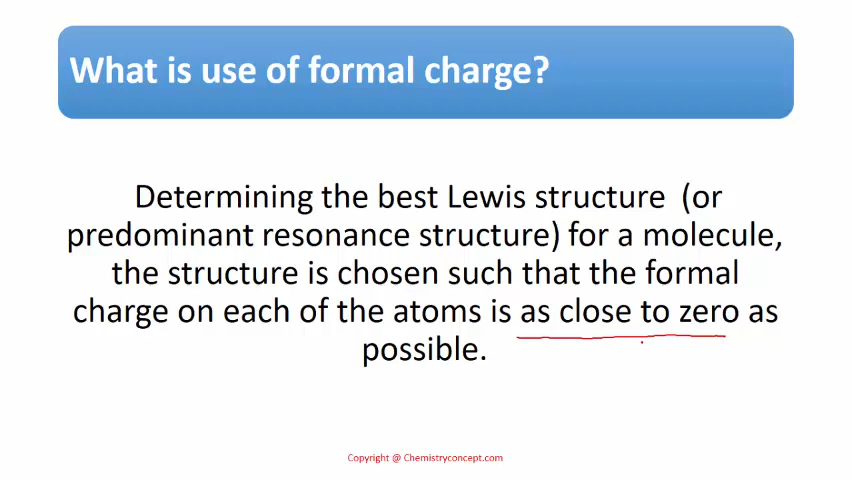 What is use of formal charge?
Determining the best Lewis structure (or
predominant resonance structure) for a molecule,
the structure is chosen such that the formal
charge on each of the atoms is as close to zero as
possible.
Copyright @ Chemistryconcept.com